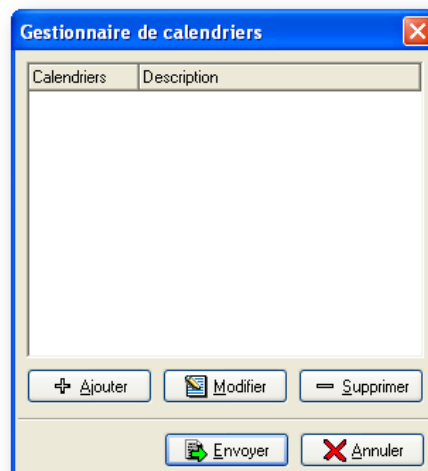 Gestionnaire de calendriers
Calendriers Description
Ajouter Modifier Supprimer
Envoyer Annuler